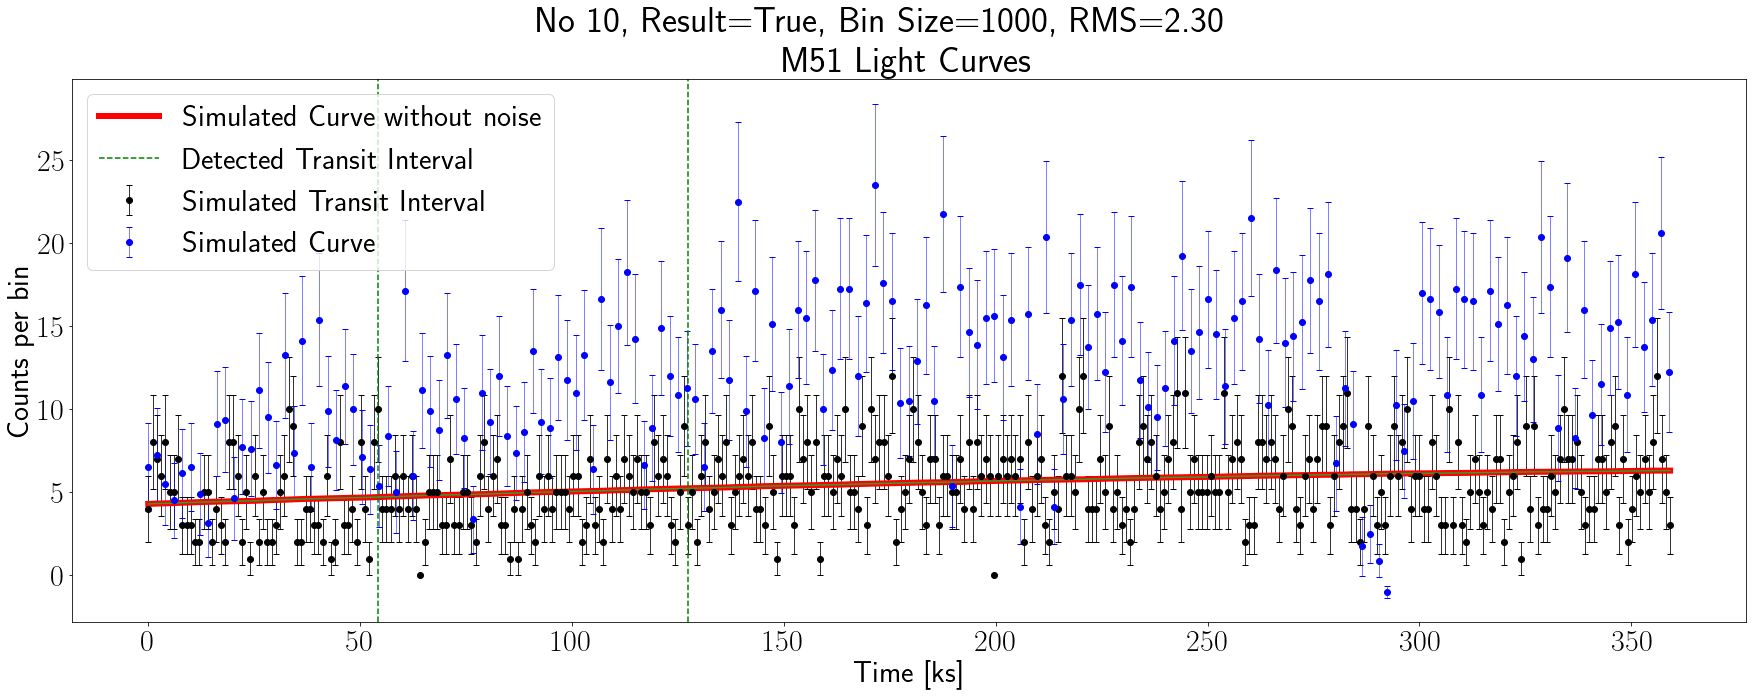 No 10, Result=True, Bin Size=1000, RMS=2.30
M51 Light Curves
Simulated Curve without noise
Detected Transit Interval
Simulated Transit Interval
Simulated Curve
Counts per bin
25
20
15
10
5
0
0 50 100 150 200 250 300 350
Time [ks]